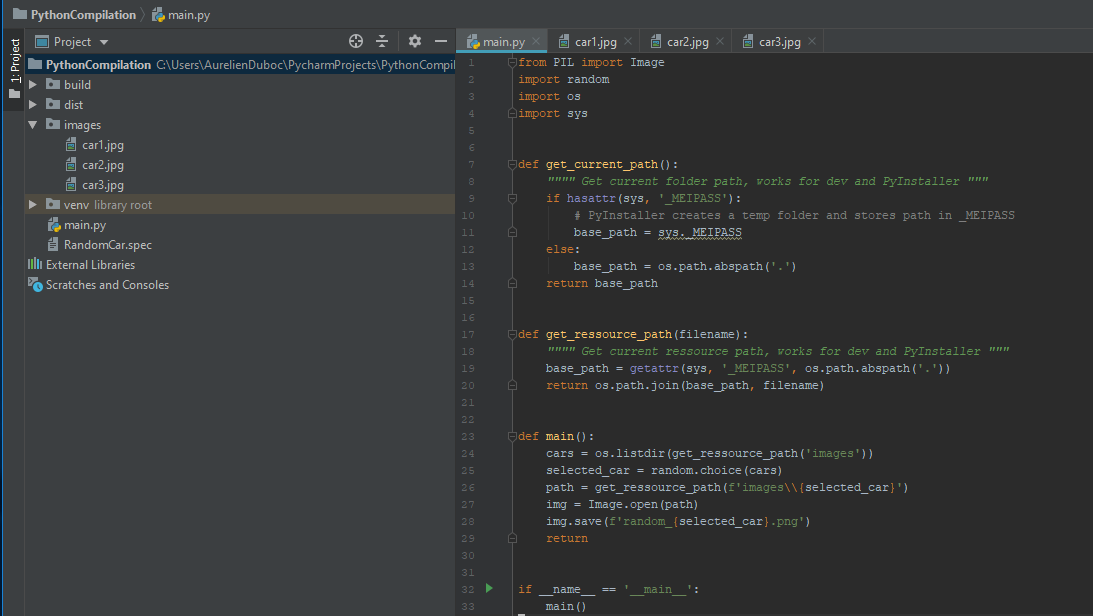 PythonCompilation main.py
1: Project
Project
PythonCompilation C:\Users\AurelienDuboc\PycharmProjects\PythonCompil
build
dist
images
car1.jpg
car2.jpg
car3.jpg
venv library root
main.py
RandomCar.spec
External Libraries
Scratches and Consoles
main.py car1.jpg car2.jpg car3.jpg
1 from PIL import Image
2 import random
3 import os
4 import sys
5
6
7 def get_current_path():
8     """" Get current folder path, works for dev and PyInstaller """
9     if hasattr(sys, '_MEIPASS'):
10         # PyInstaller creates a temp folder and stores path in _MEIPASS
11         base_path = sys._MEIPASS
12     else:
13         base_path = os.path.abspath('.')
14     return base_path
15
16
17 def get_ressource_path(filename):
18     """" Get current ressource path, works for dev and PyInstaller """
19     base_path = getattr(sys, '_MEIPASS', os.path.abspath('.'))
20     return os.path.join(base_path, filename)
21
22
23 def main():
24     cars = os.listdir(get_ressource_path('images'))
25     selected_car = random.choice(cars)
26     path = get_ressource_path(f'images\\{selected_car}')
27     img = Image.open(path)
28     img.save(f'random_{selected_car}.png')
29     return
30
31
32 if __name__ == '__main__':
33     main()